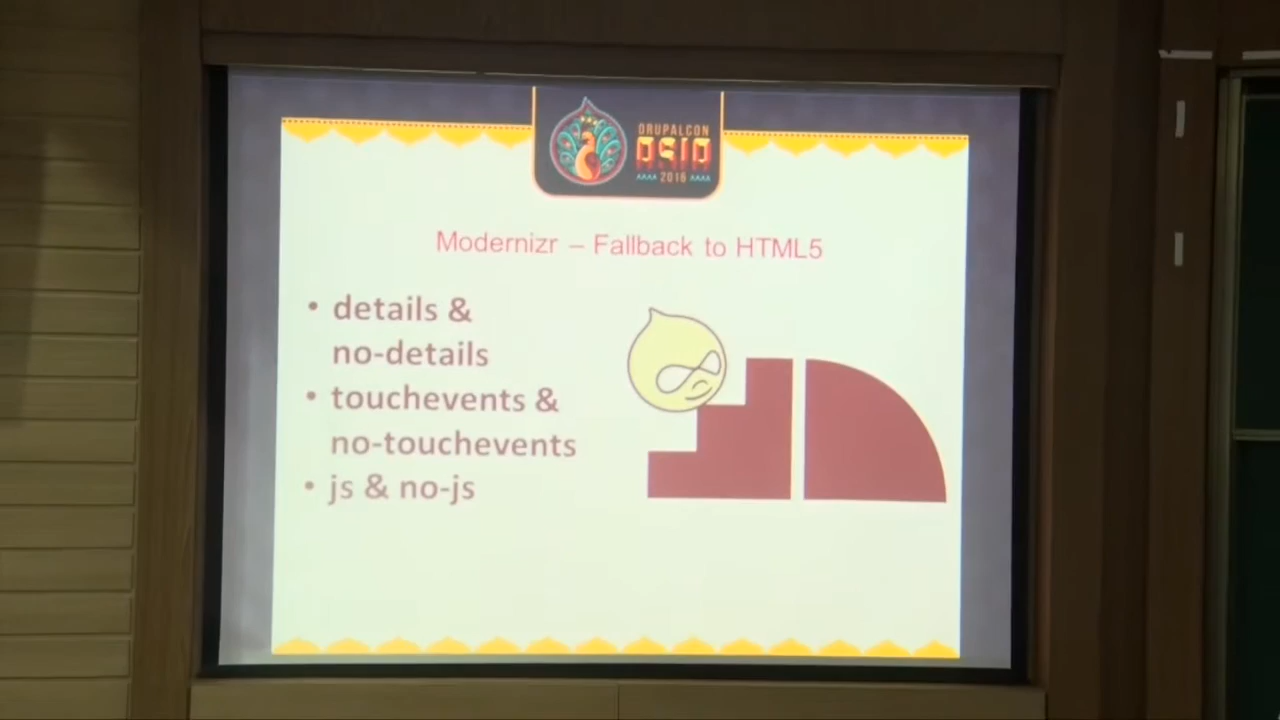 DRUPALCON
asia
2016
Modernizr – Fallback to HTML5
• details &
no-details
• touchevents &
no-touchevents
• js & no-js